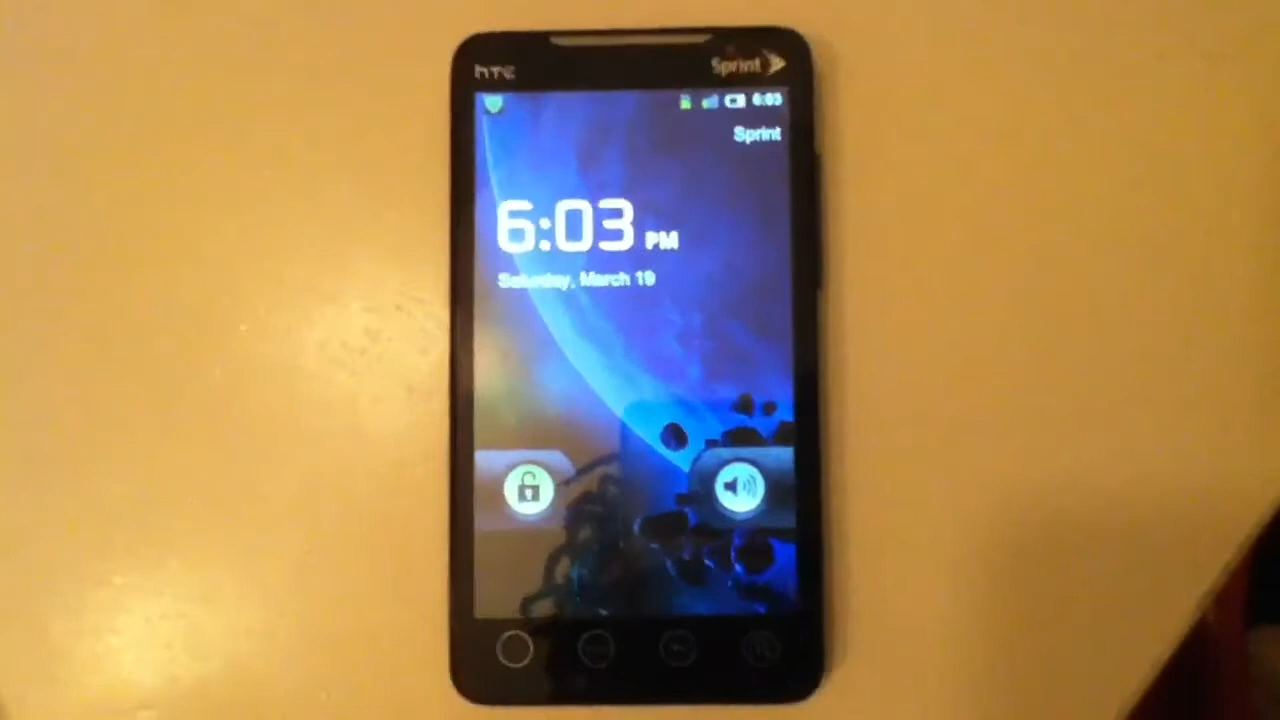 hTC
Sprint
6:03
Sprint
6:03 PM
Saturday, March 19